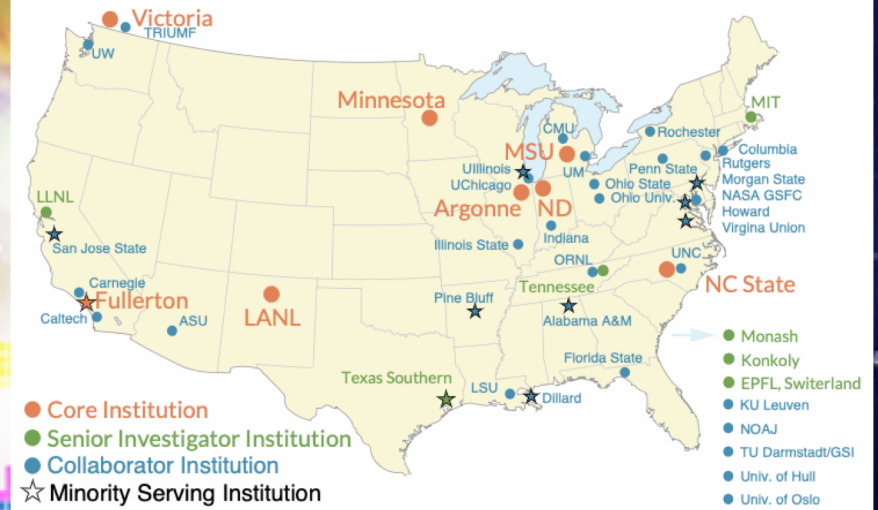 Victoria
TRIUMF
UW
Minnesota
MIT
CMU
Rochester
MSU
Columbia
Penn State
Rutgers
UIllinois
UM
Morgan State
UChicago
Ohio State
LLNL
NASA GSFC
Ohio Univ.
Argonne
ND
Howard
Virgina Union
Indiana
San Jose State
Illinois State
UNC
ORNL
Carnegie
Tennessee
NC State
Fullerton
Pine Bluff
Caltech
ASU
LANL
Alabama A&M
Monash
Florida State
Konkoly
Texas Southern
EPFL, Switerland
LSU
Dillard
KU Leuven
Core Institution
NOAJ
Senior Investigator Institution
TU Darmstadt/GSI
Collaborator Institution
Univ. of Hull
Minority Serving Institution
Univ. of Oslo